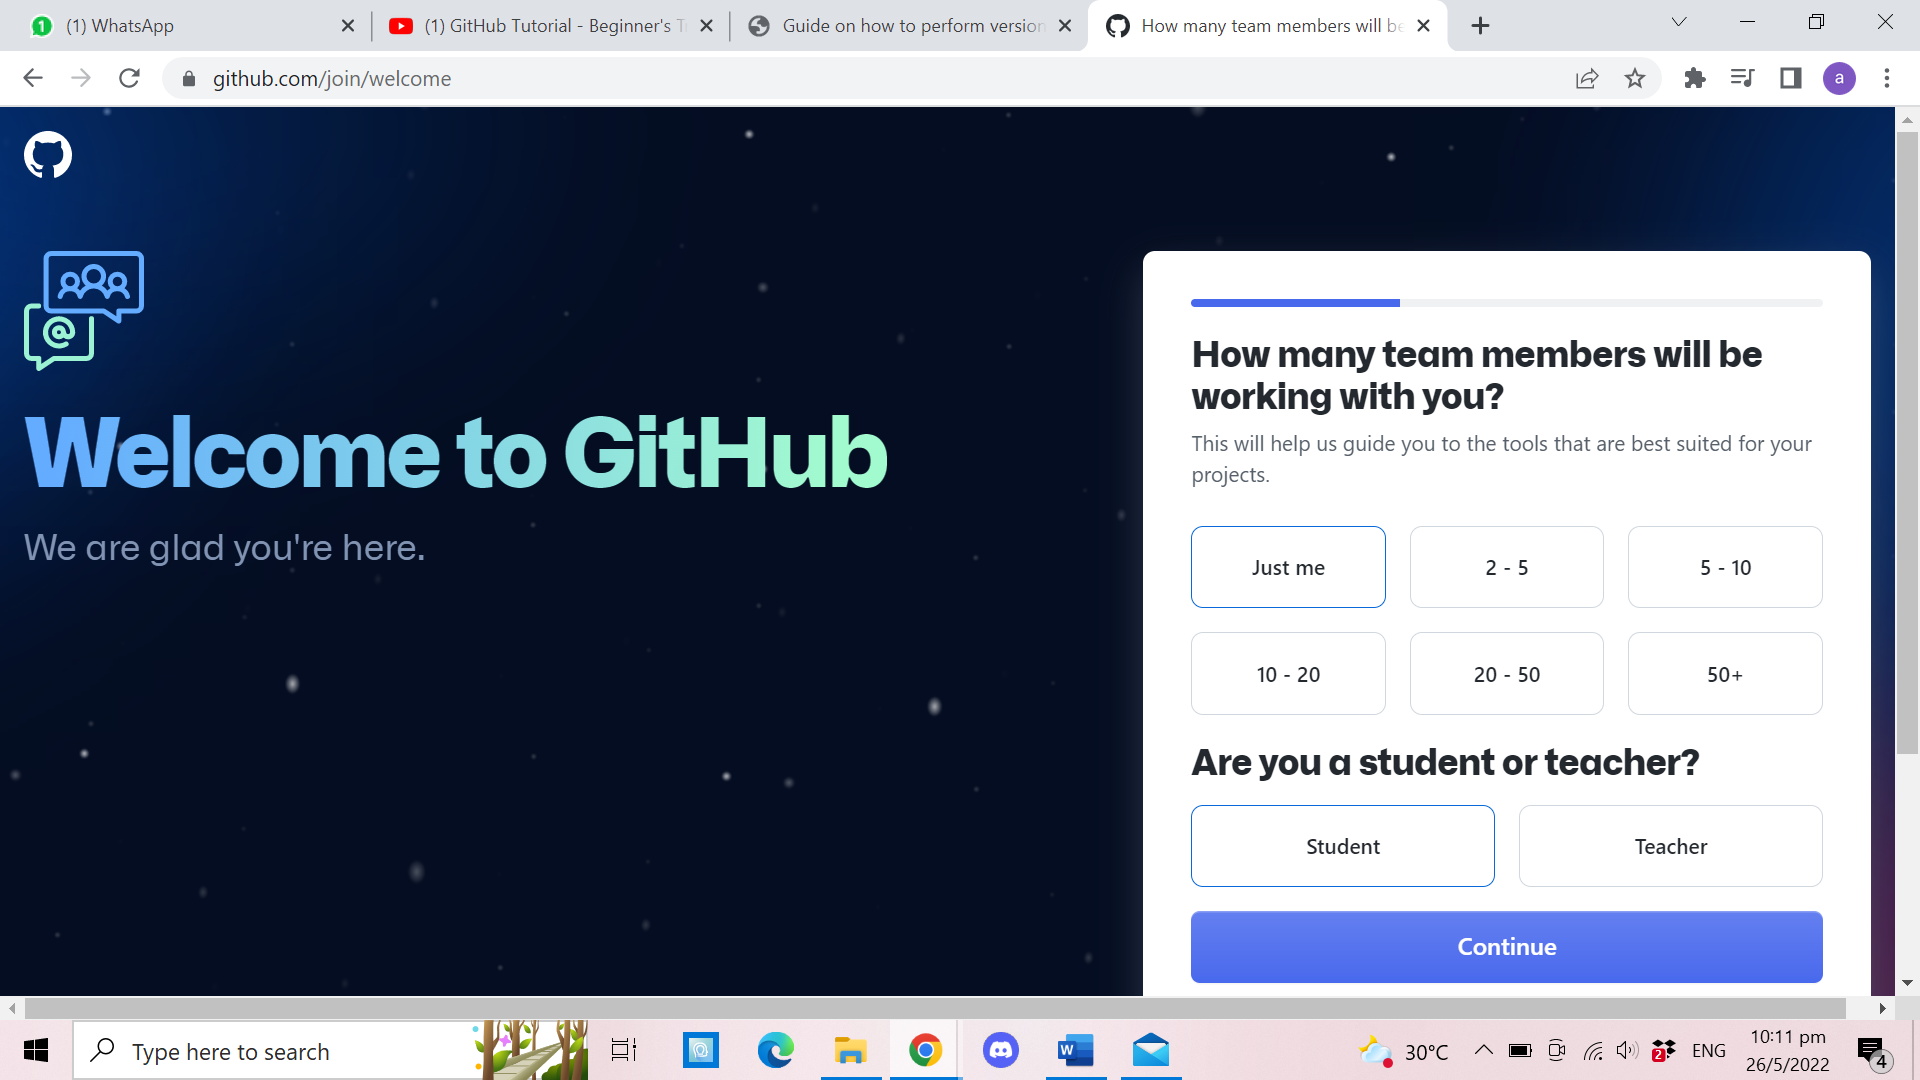 (1) WhatsApp
(1) GitHub Tutorial - Beginner's T
Guide on how to perform version
How many team members will be
github.com/join/welcome
a
Welcome to GitHub
We are glad you're here.
How many team members will be
working with you?
This will help us guide you to the tools that are best suited for your
projects.
Just me
2 - 5
5 - 10
10 - 20
20 - 50
50+
Are you a student or teacher?
Student
Teacher
Continue
Type here to search
30°C
2
ENG
10:11 pm
26/5/2022
4